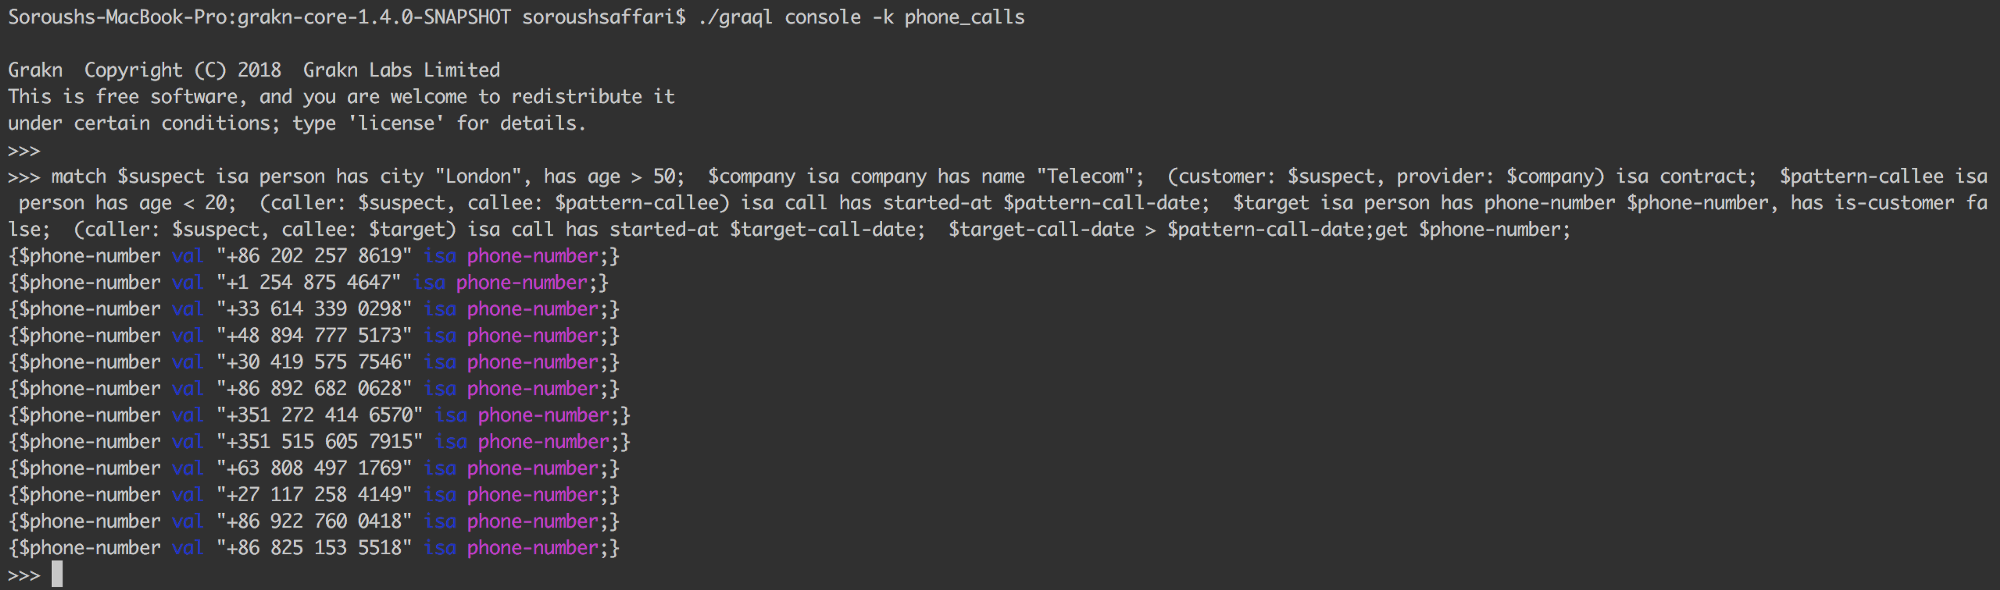 Soroushs-MacBook-Pro:grakn-core-1.4.0-SNAPSHOT soroushsaffari$ ./graql console -k phone_calls
Grakn  Copyright (C) 2018  Grakn Labs Limited
This is free software, and you are welcome to redistribute it
under certain conditions; type 'license' for details.
>>>
>>> match $suspect isa person has city "London", has age > 50;  $company isa company has name "Telecom";  (customer: $suspect, provider: $company) isa contract;  $pattern-callee isa
 person has age < 20;  (caller: $suspect, callee: $pattern-callee) isa call has started-at $pattern-call-date;  $target isa person has phone-number $phone-number, has is-customer fa
lse;  (caller: $suspect, callee: $target) isa call has started-at $target-call-date;  $target-call-date > $pattern-call-date;get $phone-number;
{$phone-number val "+86 202 257 8619" isa phone-number;}
{$phone-number val "+1 254 875 4647" isa phone-number;}
{$phone-number val "+33 614 339 0298" isa phone-number;}
{$phone-number val "+48 894 777 5173" isa phone-number;}
{$phone-number val "+30 419 575 7546" isa phone-number;}
{$phone-number val "+86 892 682 0628" isa phone-number;}
{$phone-number val "+351 272 414 6570" isa phone-number;}
{$phone-number val "+351 515 605 7915" isa phone-number;}
{$phone-number val "+63 808 497 1769" isa phone-number;}
{$phone-number val "+27 117 258 4149" isa phone-number;}
{$phone-number val "+86 922 760 0418" isa phone-number;}
{$phone-number val "+86 825 153 5518" isa phone-number;}
>>>